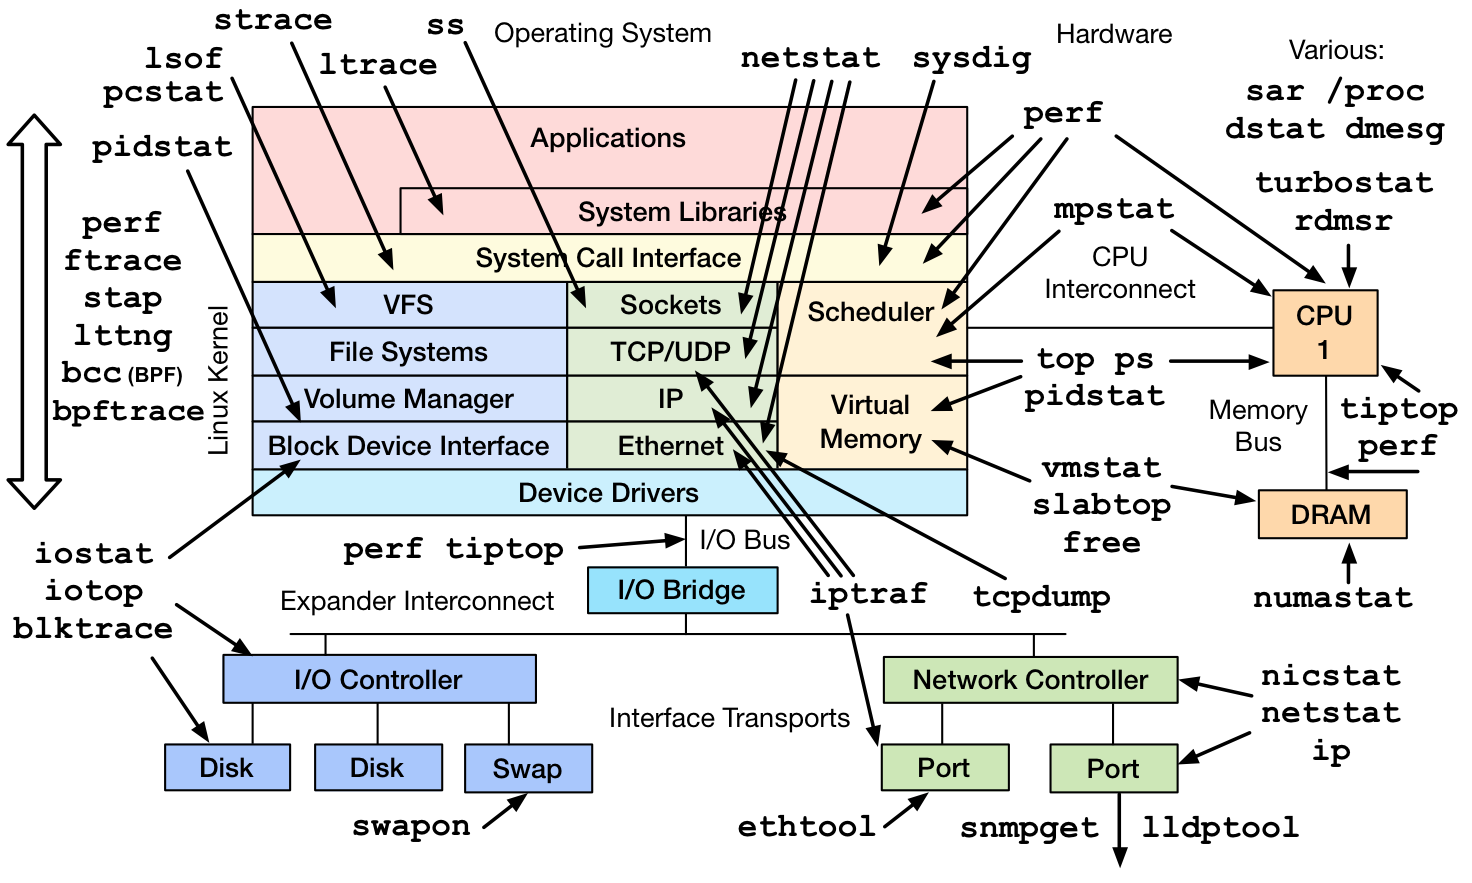 strace
ss
Operating System
Hardware
lsof
pcstat
ltrace
netstat
sysdig
Various:
sar /proc
dstat dmesg
perf
pidstat
Applications
turbostat
rdmsr
System Libraries
mpstat
perf
ftrace
stap
lttng
bcc (BPF)
bpftrace
Linux Kernel
System Call Interface
CPU
Interconnect
VFS
Sockets
Scheduler
CPU
1
File Systems
TCP/UDP
top ps
pidstat
Volume Manager
IP
Virtual
Memory
Memory
Bus
tiptop
perf
Block Device Interface
Ethernet
vmstat
slabtop
free
Device Drivers
DRAM
iostat
iotop
blktrace
perf tiptop
I/O Bus
I/O Bridge
iptraf
tcpdump
numastat
Expander Interconnect
I/O Controller
Network Controller
nicstat
netstat
ip
Interface Transports
Disk
Disk
Swap
Port
Port
swapon
ethtool
snmpget
lldptool